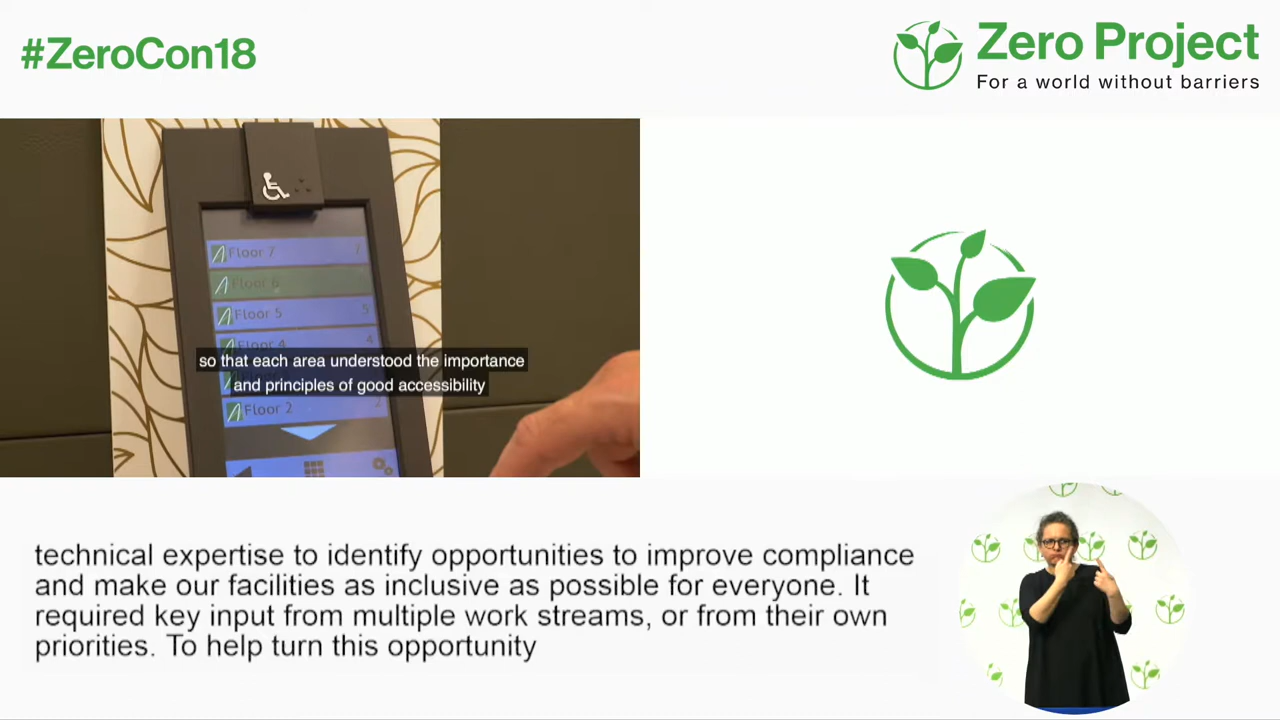 #ZeroCon18
Zero Project
For a world without barriers
Floor 7 7
Floor 6
Floor 5 5
Floor 4 4
so that each area understood the importance
and principles of good accessibility
Floor 2
technical expertise to identify opportunities to improve compliance
and make our facilities as inclusive as possible for everyone. It
required key input from multiple work streams, or from their own
priorities. To help turn this opportunity